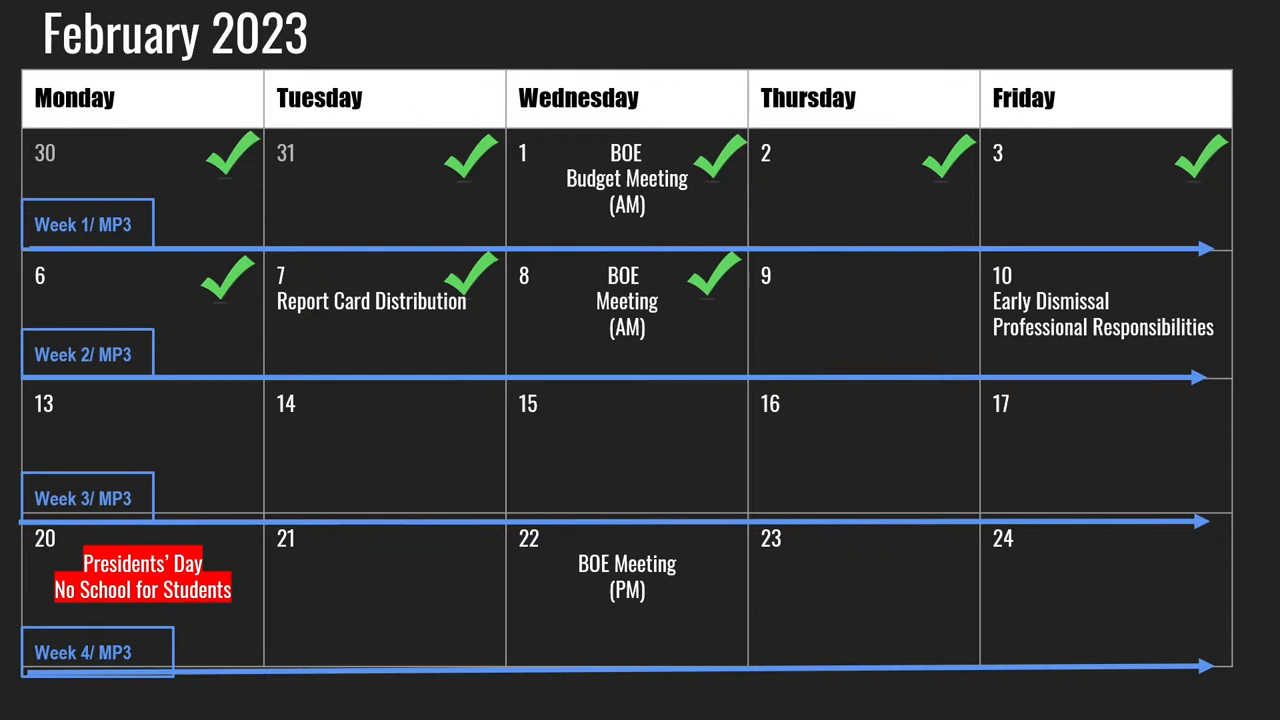 February 2023
Monday
Tuesday
Wednesday
Thursday
Friday
30
31
1
BOE
Budget Meeting
(AM)
2
3
Week 1/ MP3
6
7
Report Card Distribution
8
BOE
Meeting
(AM)
9
10
Early Dismissal
Professional Responsibilities
Week 2/ MP3
13
14
15
16
17
Week 3/ MP3
20
Presidents’ Day
No School for Students
21
22
BOE Meeting
(PM)
23
24
Week 4/ MP3